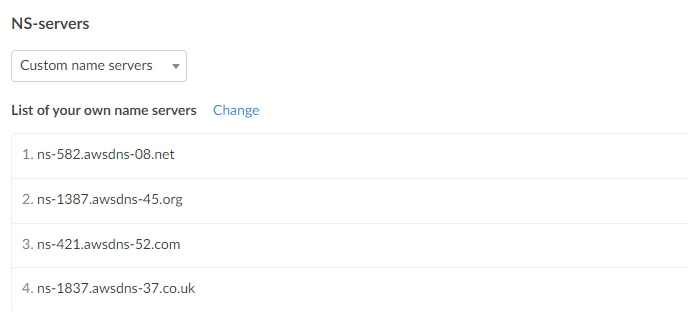 NS-servers
Custom name servers
List of your own name servers Change
1. ns-582.awsdns-08.net
2. ns-1387.awsdns-45.org
3. ns-421.awsdns-52.com
4. ns-1837.awsdns-37.co.uk